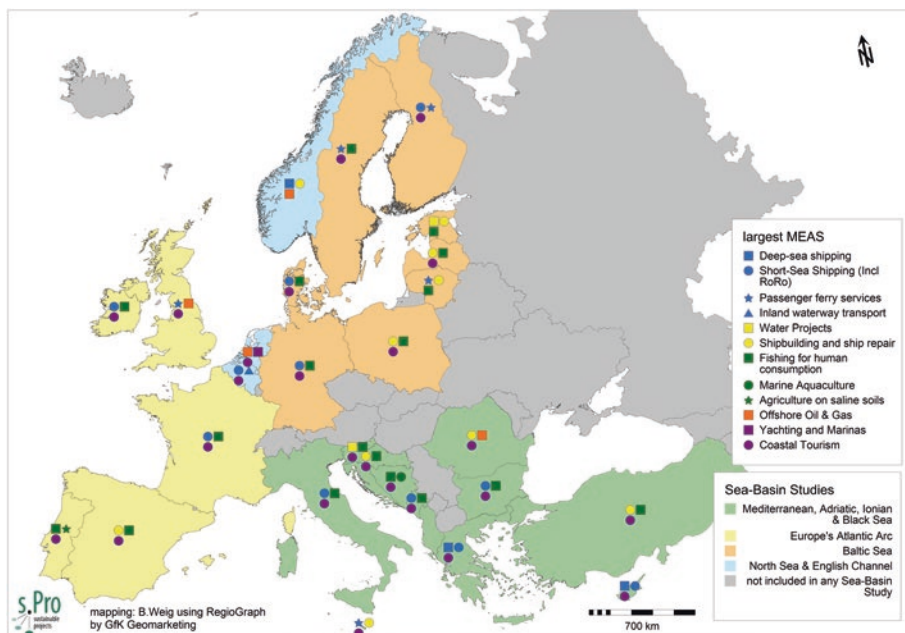 N
largest MEAS
Deep-sea shipping
Short-Sea Shipping (Incl
RoRo)
Passenger ferry services
Inland waterway transport
Water Projects
Shipbuilding and ship repair
Fishing for human
consumption
Marine Aquaculture
Agriculture on saline soils
Offshore Oil & Gas
Yachting and Marinas
Coastal Tourism
Sea-Basin Studies
Mediterranean, Adriatic, Ionian
& Black Sea
Europe's Atlantic Arc
Baltic Sea
North Sea & English Channel
not included in any Sea-Basin
Study
s.Pro
sustainable
projects
mapping: B.Weig using RegioGraph
by GfK Geomarketing
700 km